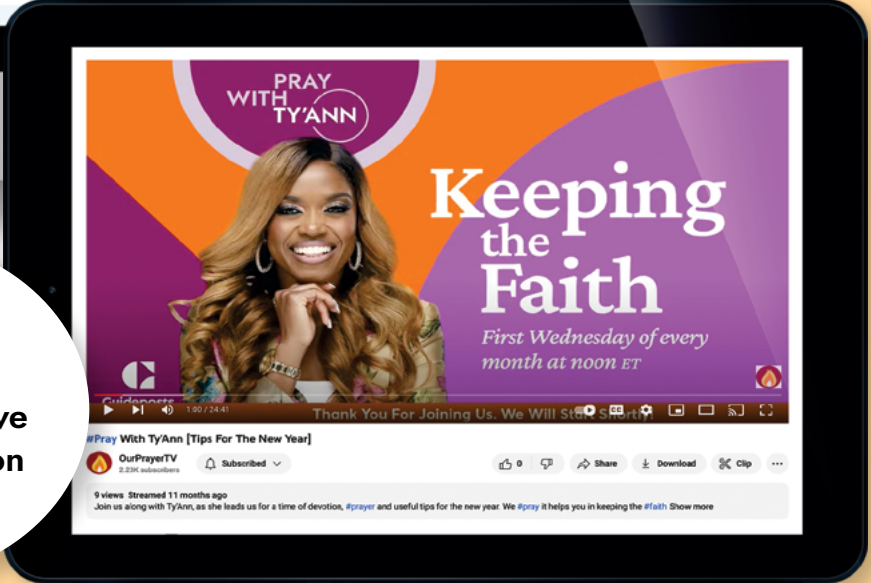 PRAY
WITH
TY'ANN
Keeping
the
Faith
First Wednesday of every
month at noon ET
Guideposts
1:00 / 24:41
Thank You For Joining Us. We Will Start Shortly!
CC
#Pray With Ty'Ann [Tips For The New Year]
OurPrayerTV
2.23K subscribers
Subscribed
0
Share
Download
Clip
9 views Streamed 11 months ago
Join us along with Ty'Ann, as she leads us for a time of devotion, #prayer and useful tips for the new year. We #pray it helps you in keeping the #faith Show more